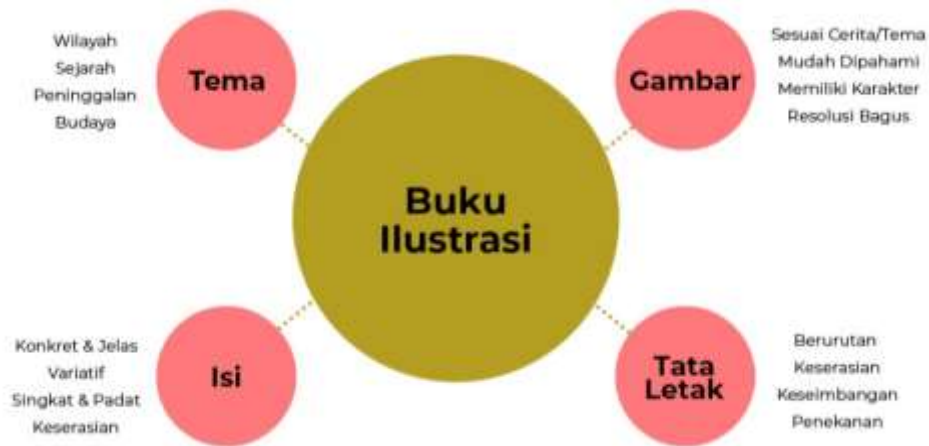 Wilayah
Sejarah
Peninggalan
Budaya
Tema
Gambar
Sesuai Cerita/Tema
Mudah Dipahami
Memiliki Karakter
Resolusi Bagus
Buku
Ilustrasi
Konkret & Jelas
Variatif
Singkat & Padat
Keserasian
Isi
Tata
Letak
Berurutan
Keserasian
Keseimbangan
Penekanan